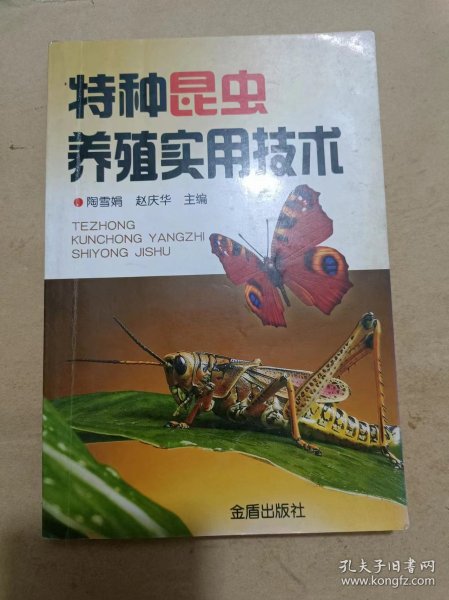 特种昆虫
养殖实用技术
陶雪娟 赵庆华 主编
TEZHONG
KUNCHONG YANGZHI
SHIYONG JISHU
金盾出版社
孔夫子旧书网
www.kongfz.com